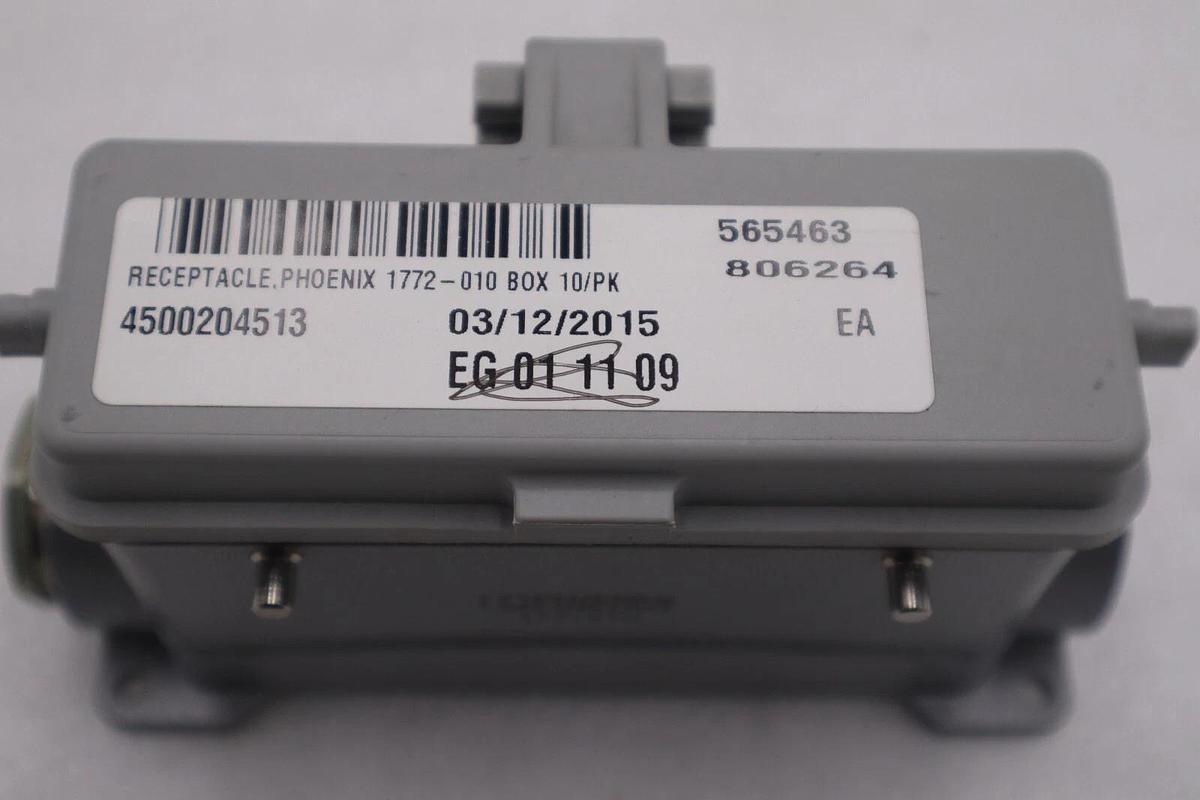 565463
RECEPTACLE,PHOENIX 1772-010 BOX 10/PK
806264
4500204513 03/12/2015 EA
EG 01 11 09